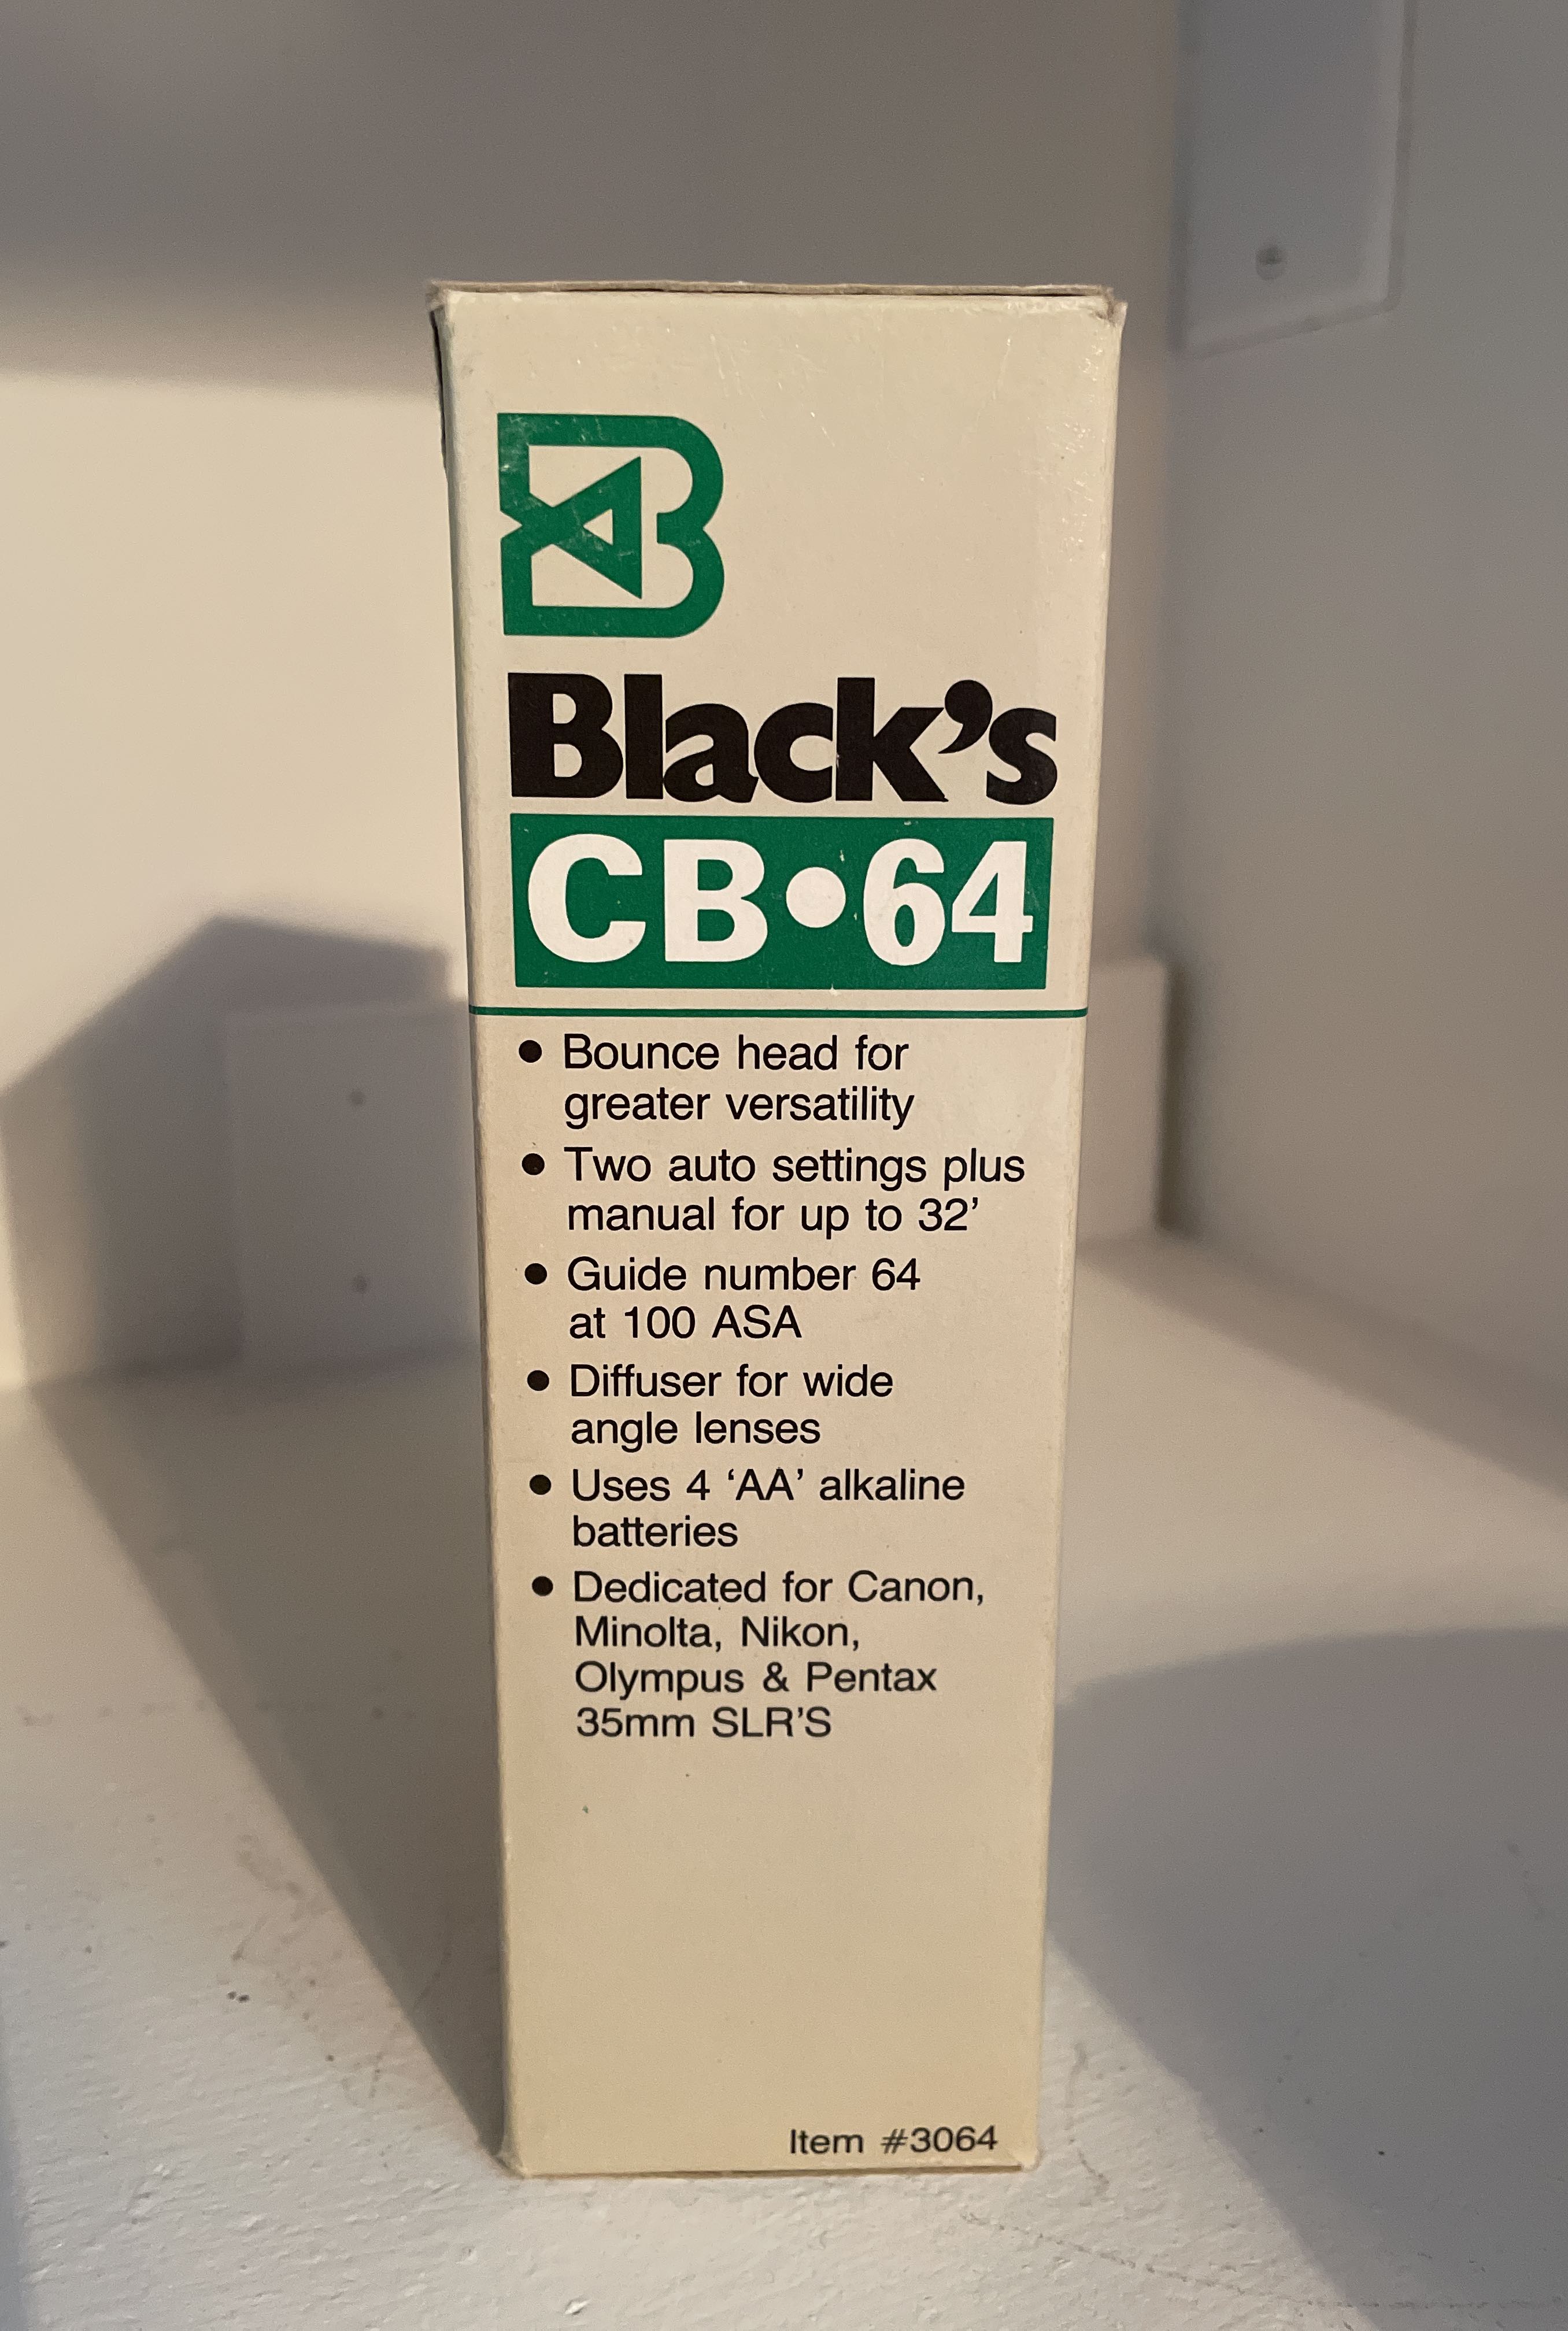 B
Black's
CB•64
• Bounce head for
greater versatility
• Two auto settings plus
manual for up to 32'
• Guide number 64
at 100 ASA
• Diffuser for wide
angle lenses
• Uses 4 ‘AA’ alkaline
batteries
• Dedicated for Canon,
Minolta, Nikon,
Olympus & Pentax
35mm SLR’S
Item #3064